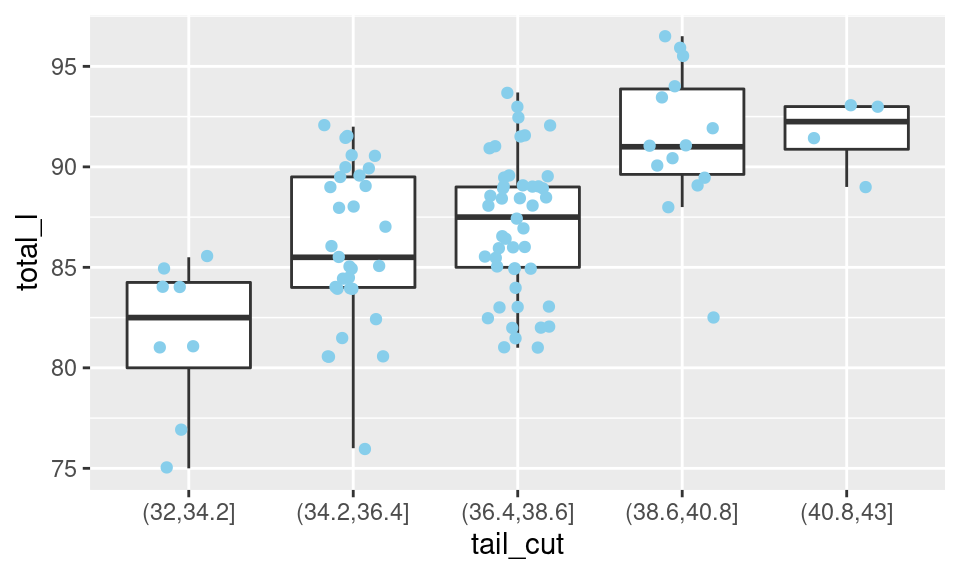 total_l
95
90
85
80
75
(32,34.2] (34.2,36.4] (36.4,38.6] (38.6,40.8] (40.8,43]
tail_cut